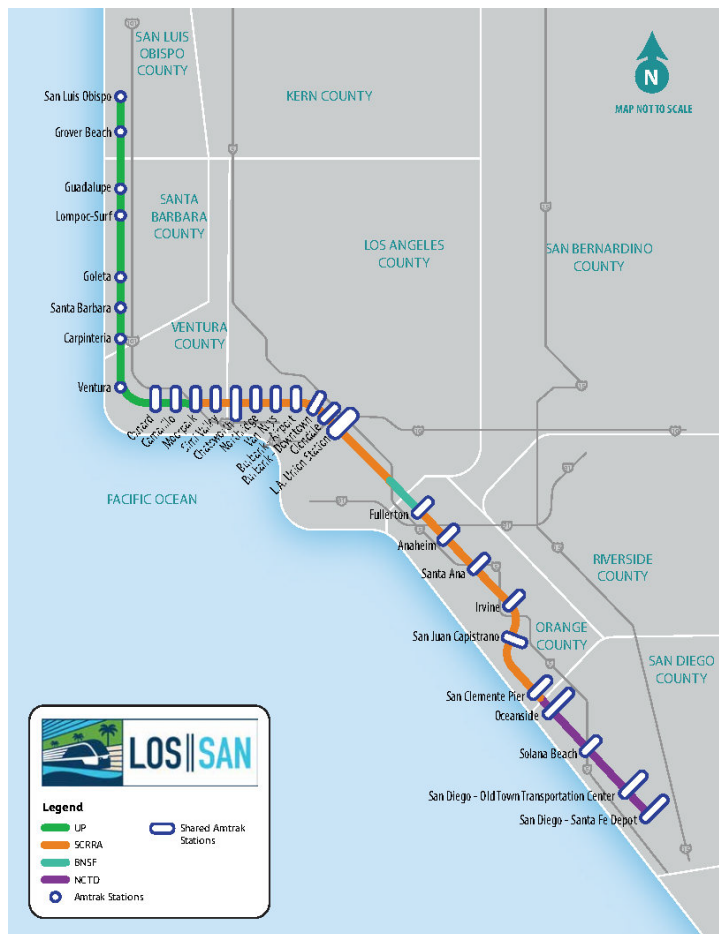 SAN LUIS
OBISPO
COUNTY
KERN COUNTY
N
MAP NOT TO SCALE
San Luis Obispo
Grover Beach
Guadalupe
Lompoc-Surf
SANTA
BARBARA
COUNTY
LOS ANGELES
COUNTY
SAN BERNARDINO
COUNTY
Goleta
Santa Barbara
Carpinteria
VENTURA
COUNTY
Ventura
Oxnard
Camarillo
Moorpark
Simi Valley
Chatsworth
Northridge
Van Nuys
Burbank - Airport
Burbank - Downtown
Glendale
L.A. Union Station
PACIFIC OCEAN
Fullerton
Anaheim
Santa Ana
RIVERSIDE
COUNTY
Irvine
San Juan Capistrano
ORANGE
COUNTY
SAN DIEGO
COUNTY
San Clemente Pier
Oceanside
Solana Beach
San Diego - Old Town Transportation Center
San Diego - Santa Fe Depot
LOS SAN
Legend
UP
SCRRA
BNSF
NCTD
Amtrak Stations
Shared Amtrak
Stations